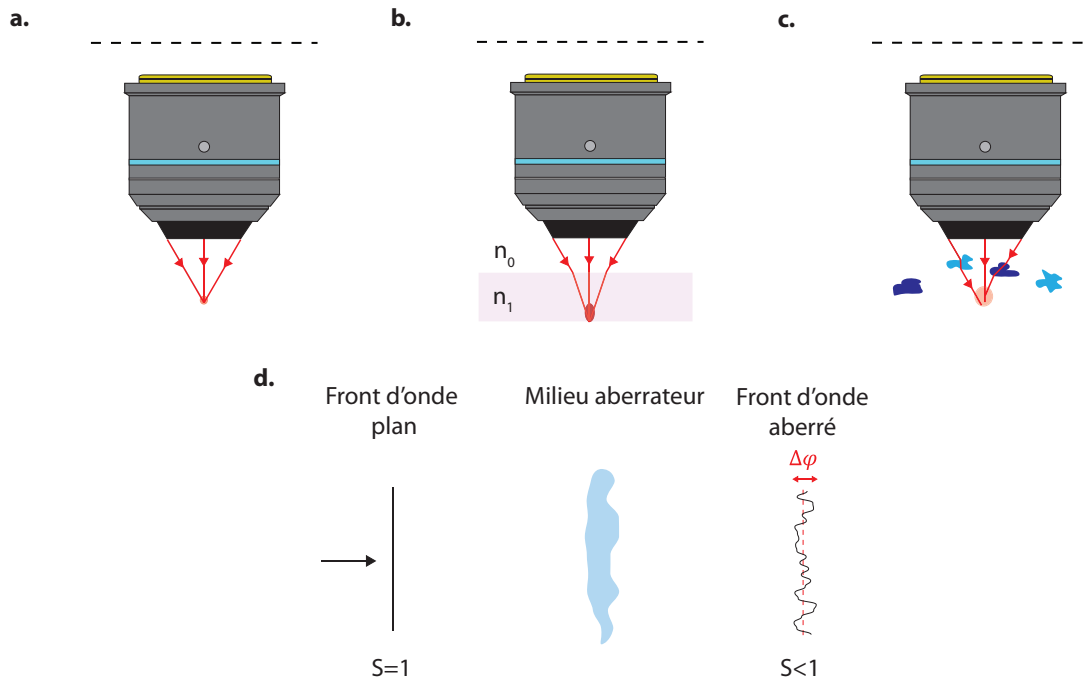 a.
b.
c.
n₀
n₁
d.
Front d'onde
plan
Milieu aberrateur
Front d'onde
aberré
Δφ
S=1
S<1